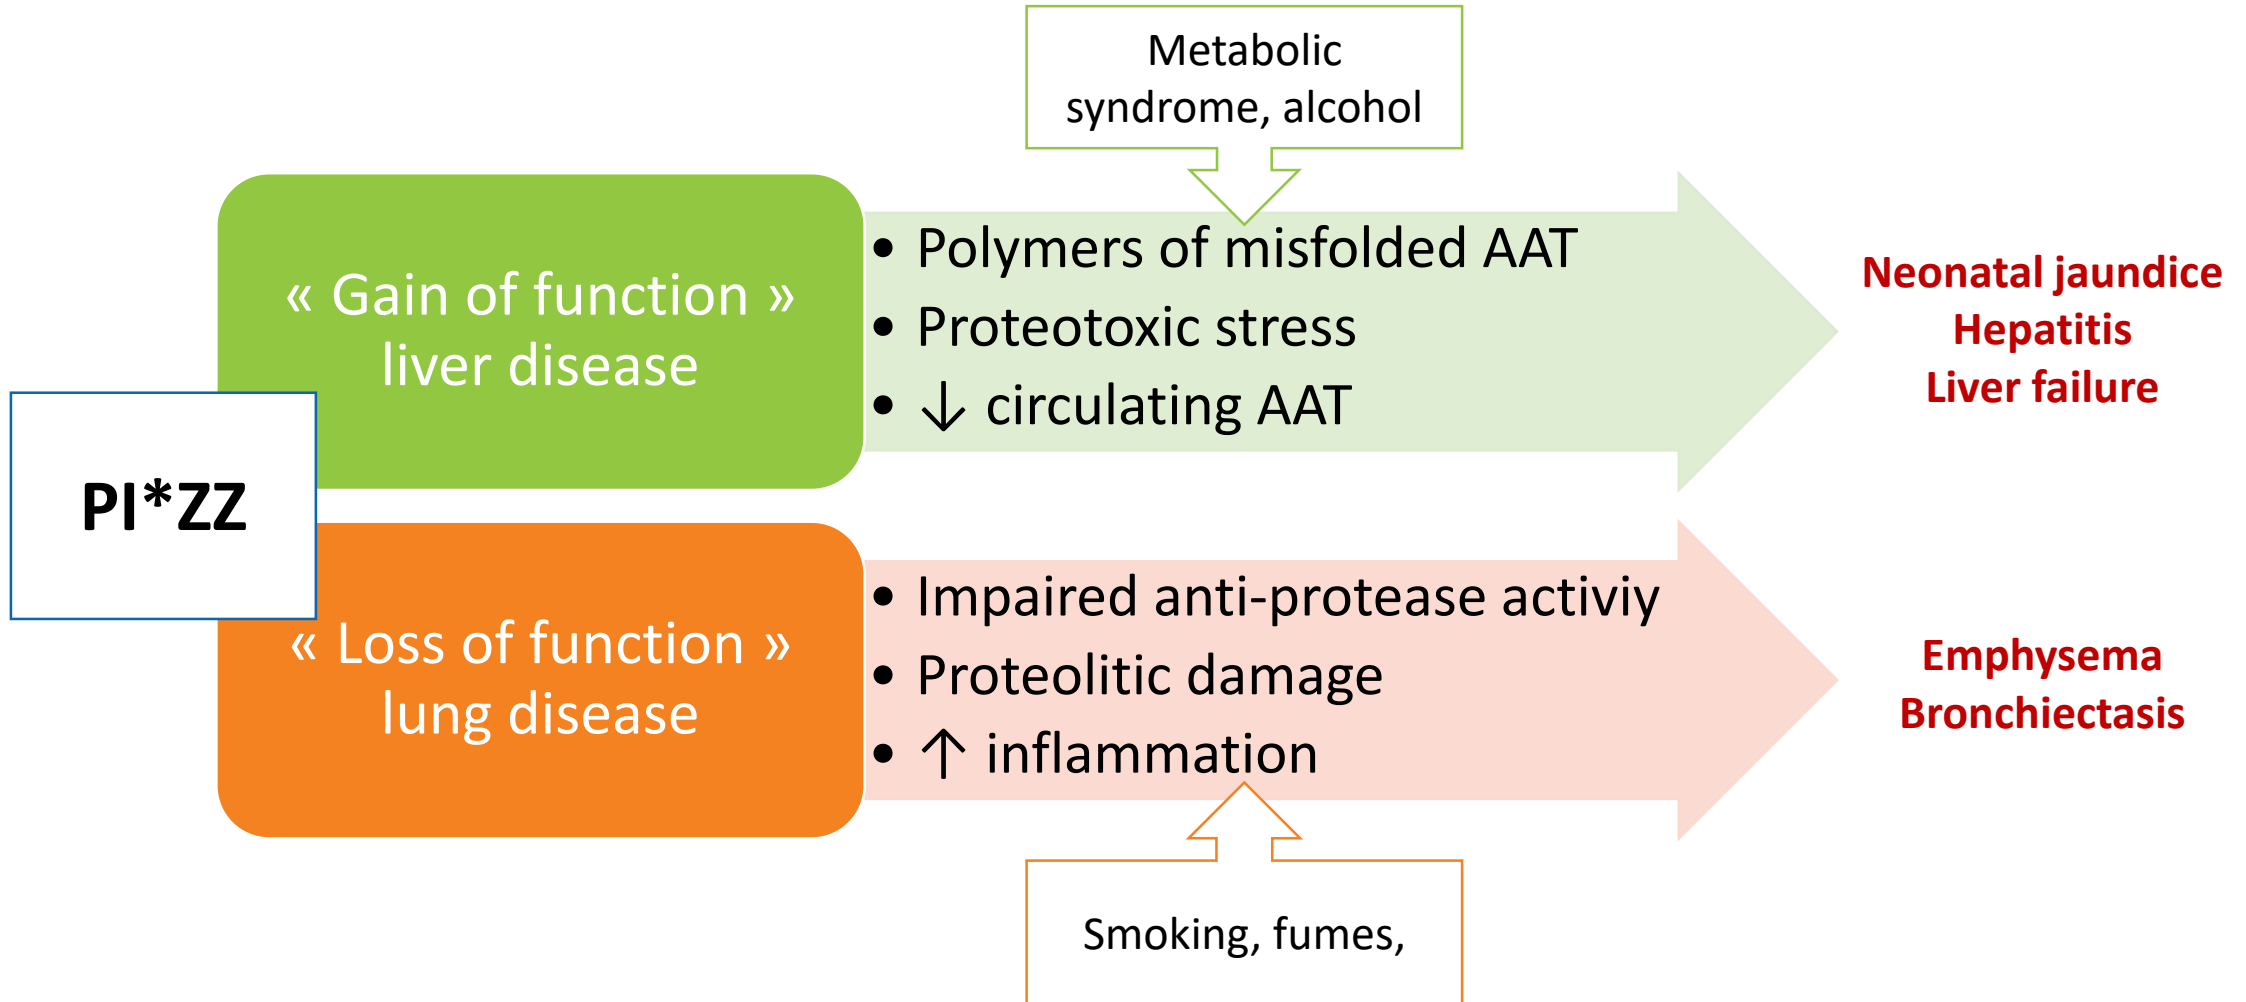 Metabolic
syndrome, alcohol
« Gain of function »
liver disease
• Polymers of misfolded AAT
• Proteotoxic stress
• ↓ circulating AAT
Neonatal jaundice
Hepatitis
Liver failure
PI*ZZ
« Loss of function »
lung disease
• Impaired anti-protease activiy
• Proteolitic damage
• ↑ inflammation
Emphysema
Bronchiectasis
Smoking, fumes,